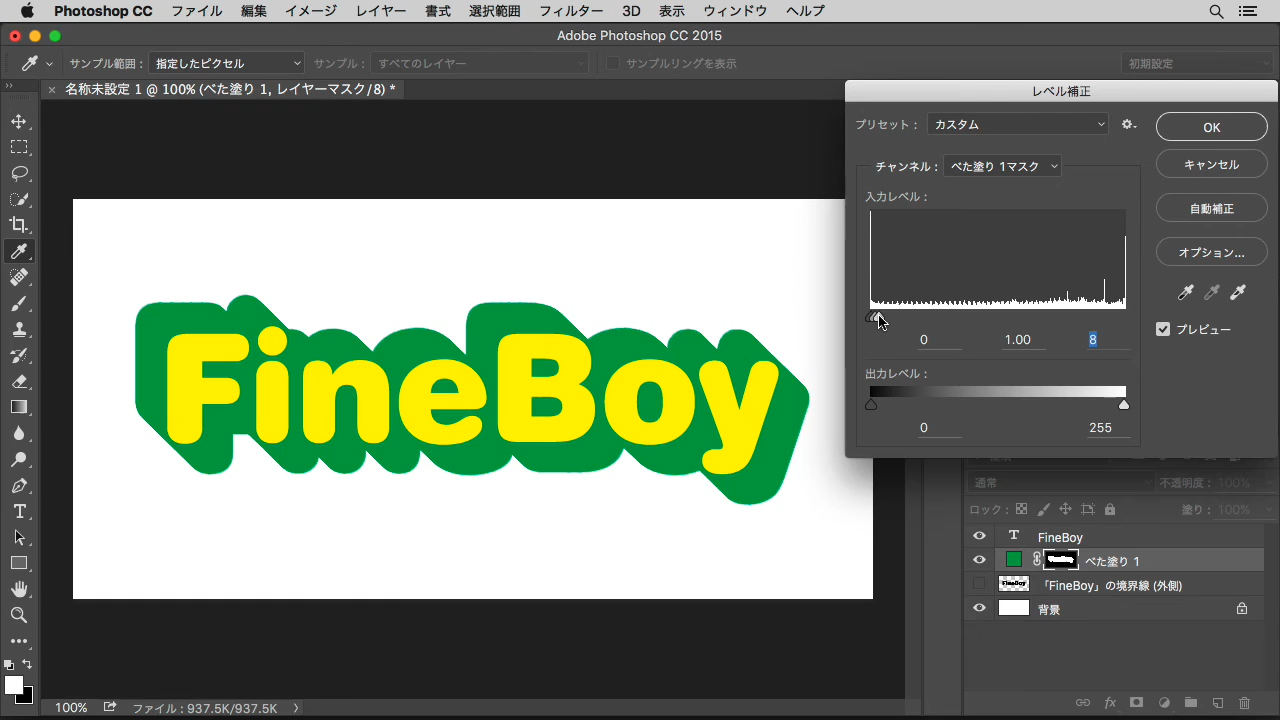 Photoshop CC ファイル 編集 イメージ レイヤー 書式 選択範囲 フィルター 3D 表示 ウィンドウ ヘルプ
Adobe Photoshop CC 2015
サンプル範囲： 指定したピクセル サンプル： すべてのレイヤー サンプルリングを表示 初期設定
× 名称未設定 1 @ 100% (べた塗り 1, レイヤーマスク/8) *
レベル補正
プリセット： カスタム OK
チャンネル： べた塗り 1マスク キャンセル
入力レベル：
自動補正
オプション...
0 1.00 8
プレビュー
出力レベル：
0 255
FineBoy
通常 不透明度： 100%
ロック： 塗り： 100%
T FineBoy
べた塗り 1
FineBoy 「FineBoy」の境界線 (外側)
背景
100% ファイル : 937.5K/937.5K
fx